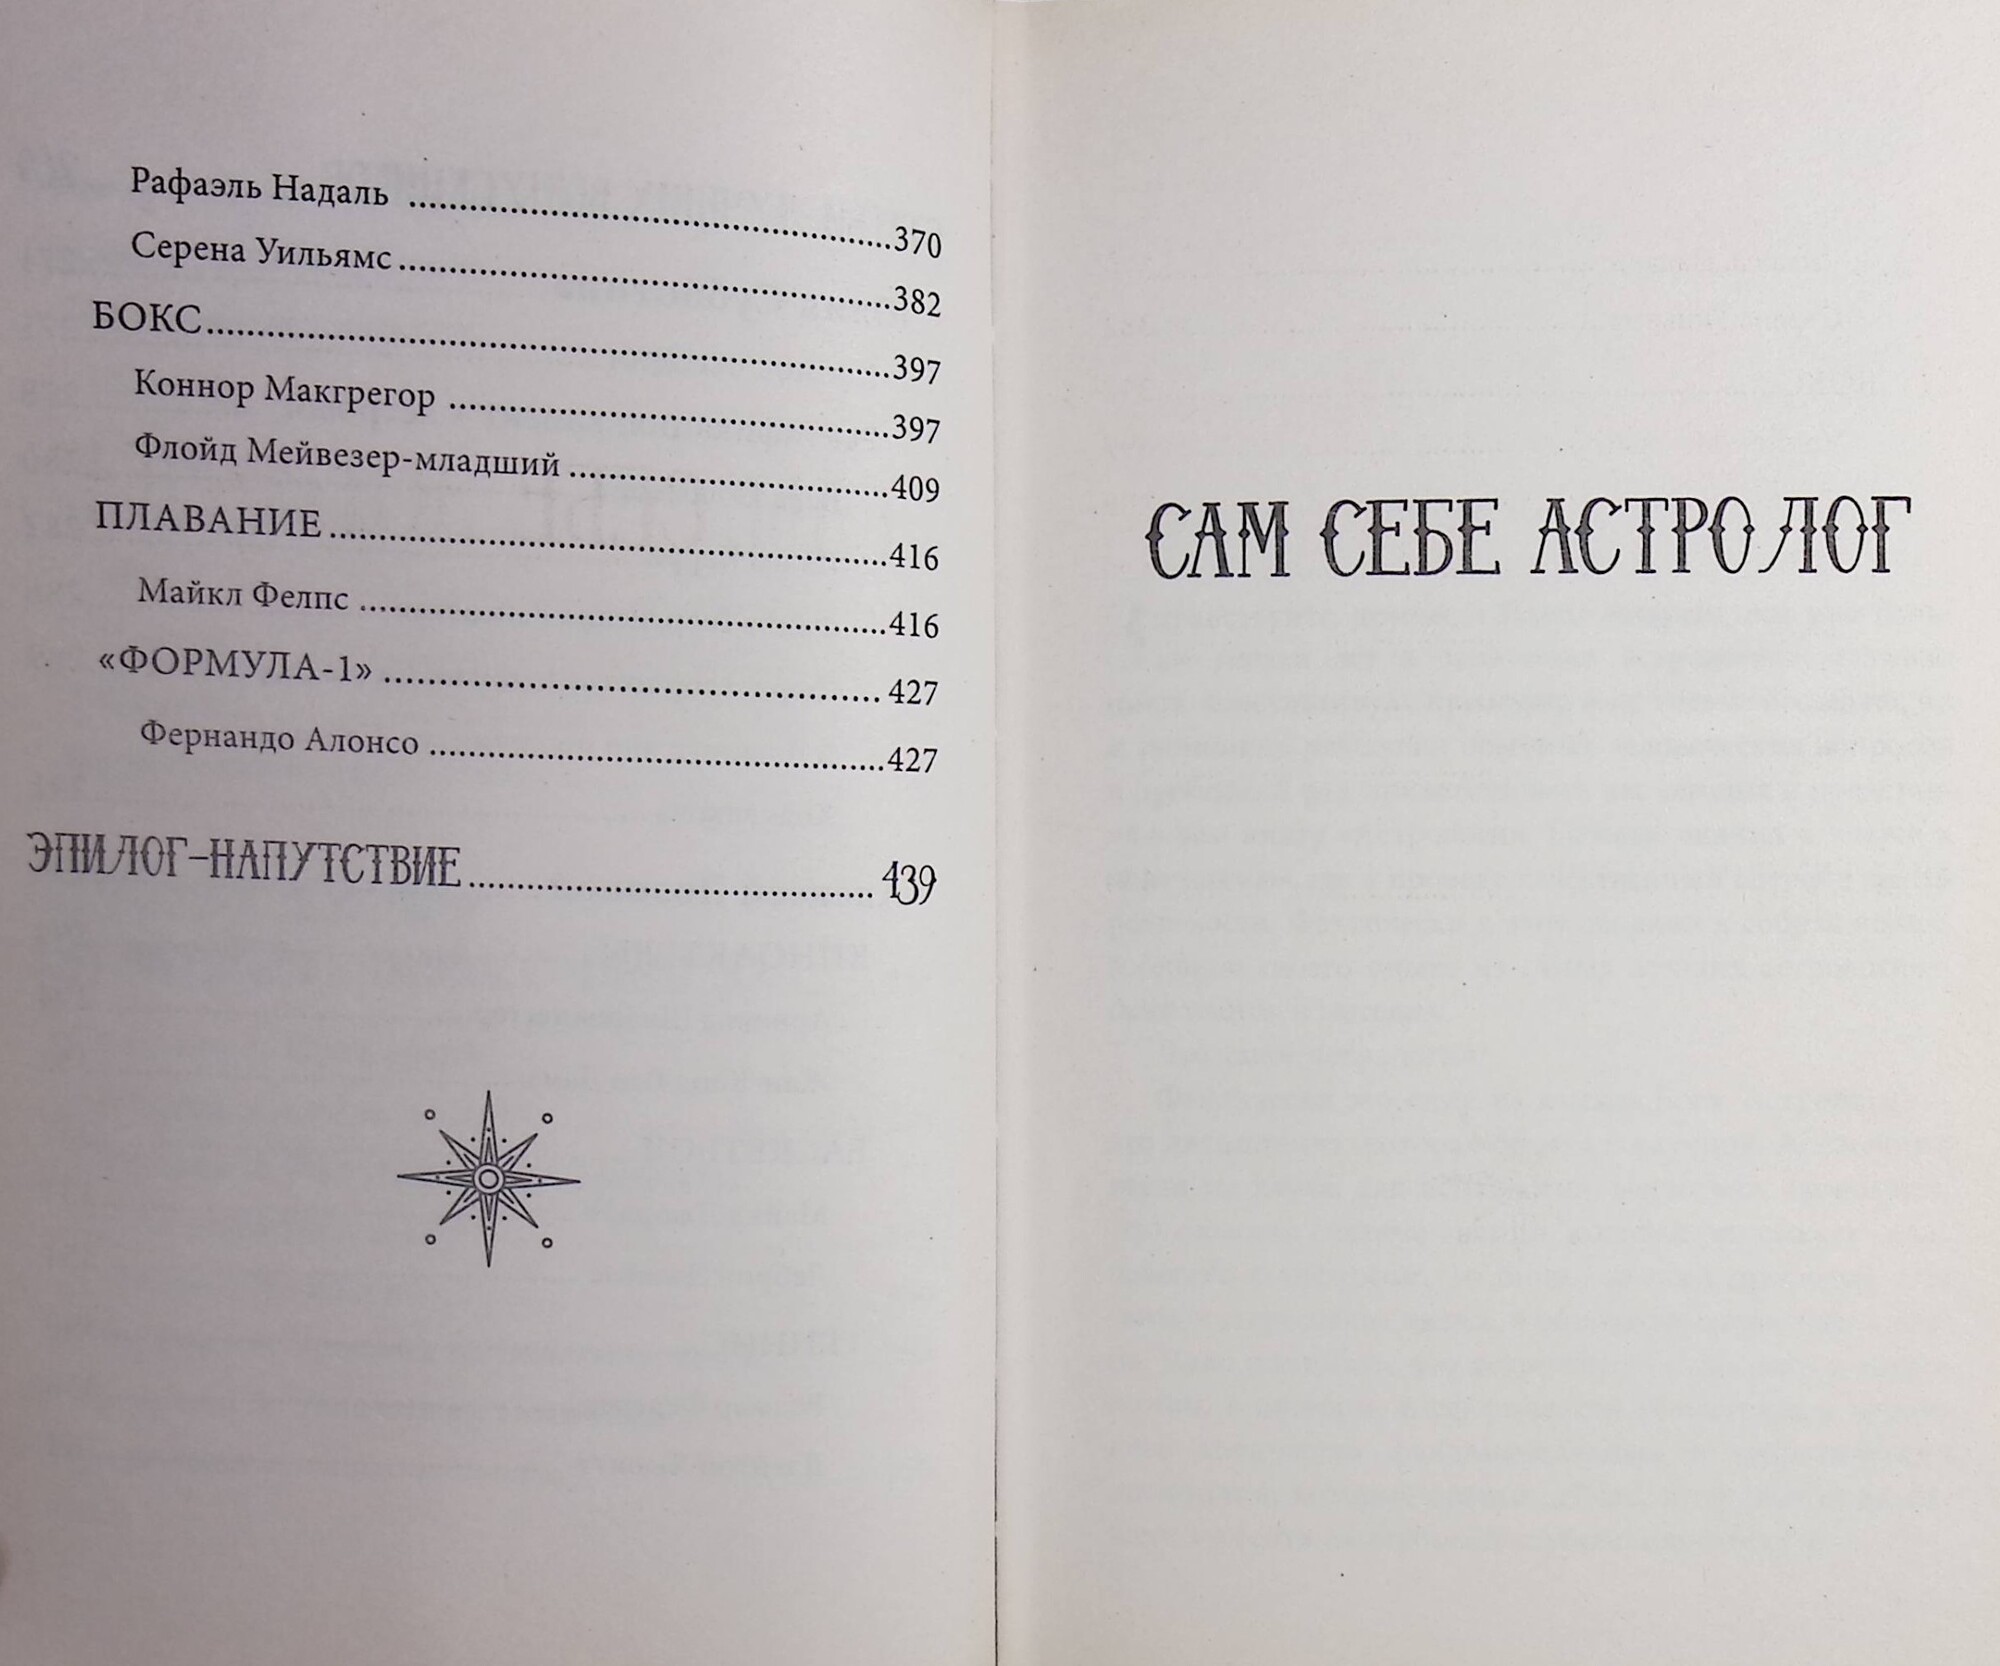 Рафаэль Надаль ........................................370
Серена Уильямс ........................................382
БОКС ........................................397
Коннор Макгрегор ........................................397
Флойд Мейвезер-младший ........................................409
ПЛАВАНИЕ ........................................416
Майкл Фелпс ........................................416
«ФОРМУЛА-1» ........................................ 427
Фернандо Алонсо ........................................427
ЭПИЛОГ-НАПУТСТВИЕ ........................................ 439
САМ СЕБЕ АСТРОЛОГ